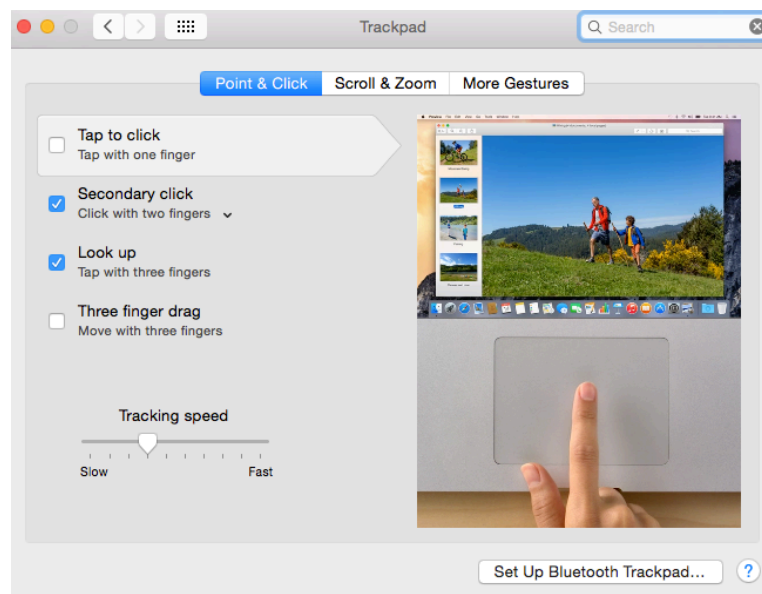 Trackpad
Search
Point & Click
Scroll & Zoom
More Gestures
Tap to click
Tap with one finger
Secondary click
Click with two fingers
Look up
Tap with three fingers
Three finger drag
Move with three fingers
Tracking speed
Slow
Fast
Set Up Bluetooth Trackpad...
?